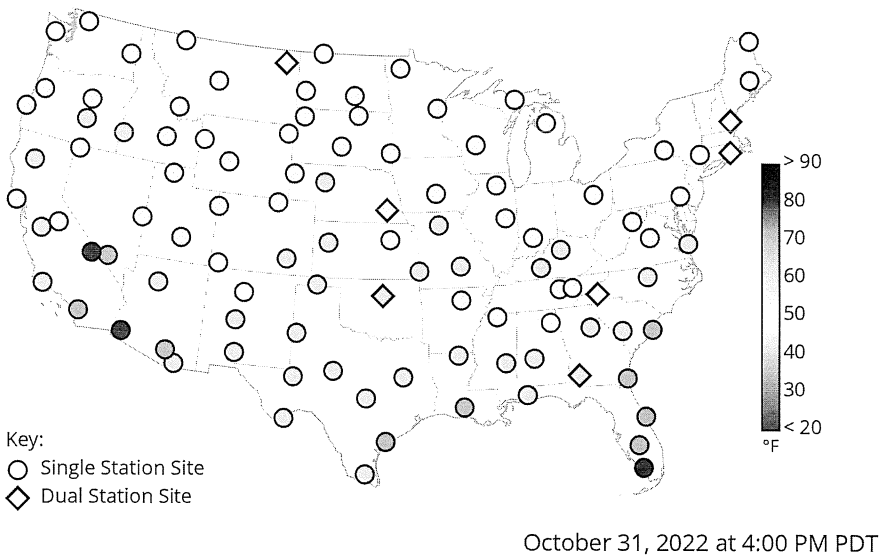 > 90
80
70
60
50
40
30
< 20
°F
Key:
Single Station Site
Dual Station Site
October 31, 2022 at 4:00 PM PDT